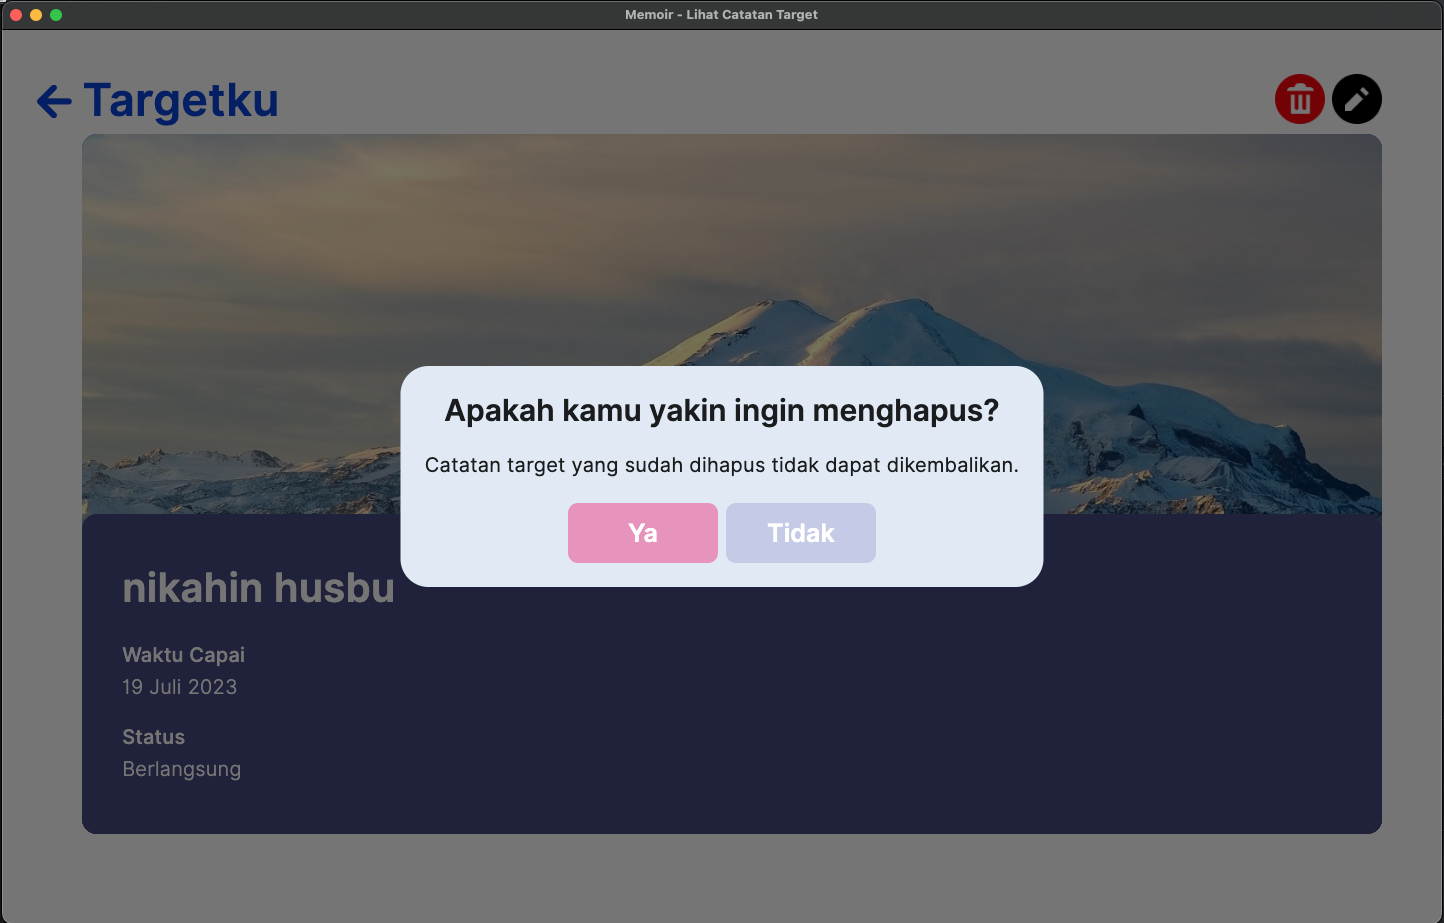 Memoir - Lihat Catatan Target
Targetku
Apakah kamu yakin ingin menghapus?
Catatan target yang sudah dihapus tidak dapat dikembalikan.
Ya
Tidak
nikahin husbu
Waktu Capai
19 Juli 2023
Status
Berlangsung